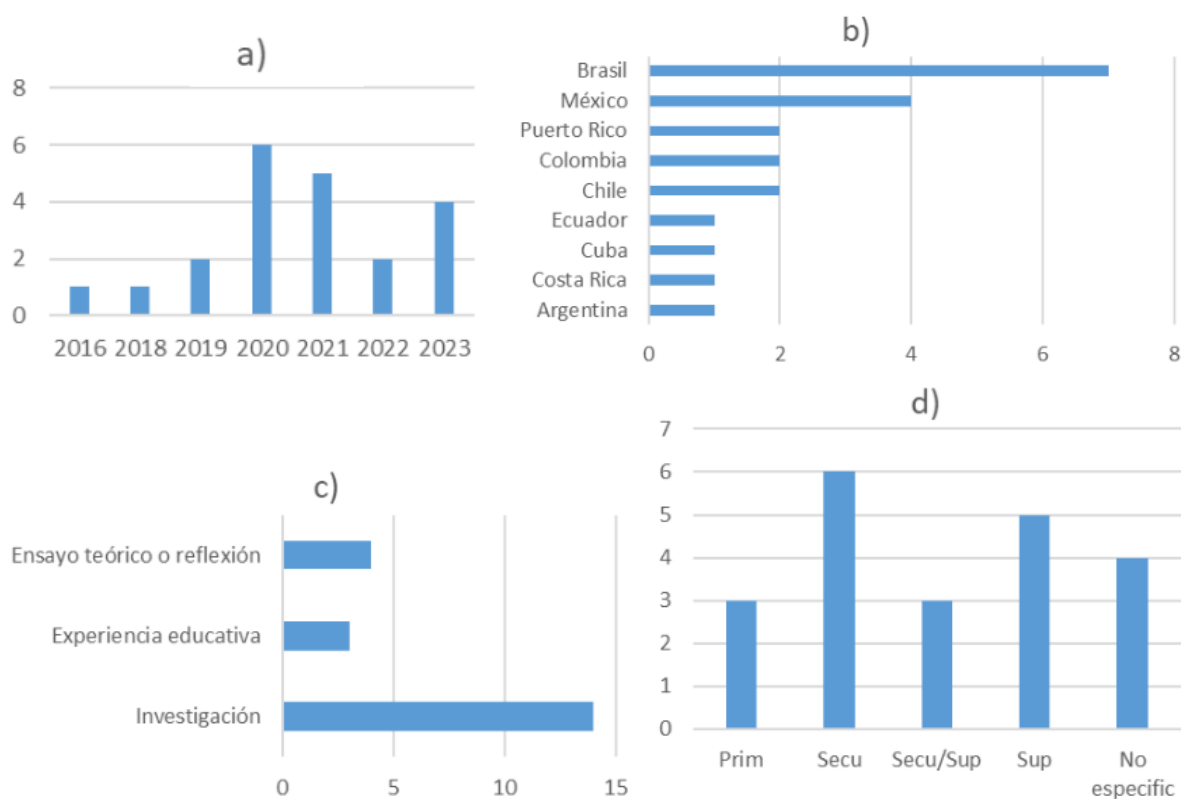 a)
8
6
4
2
0
2016 2018 2019 2020 2021 2022 2023
b)
Brasil
México
Puerto Rico
Colombia
Chile
Ecuador
Cuba
Costa Rica
Argentina
0 2 4 6 8
c)
Ensayo teórico o reflexión
Experiencia educativa
Investigación
0 5 10 15
d)
7
6
5
4
3
2
1
0
Prim Secu Secu/Sup Sup No
especific